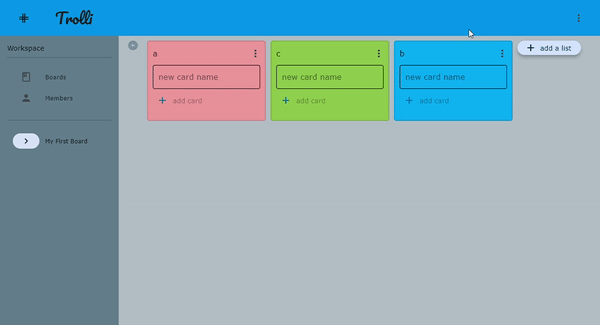 Trolli
Workspace
Boards
Members
My First Board
a
new card name
add card
c
new card name
add card
b
new card name
add card
add a list